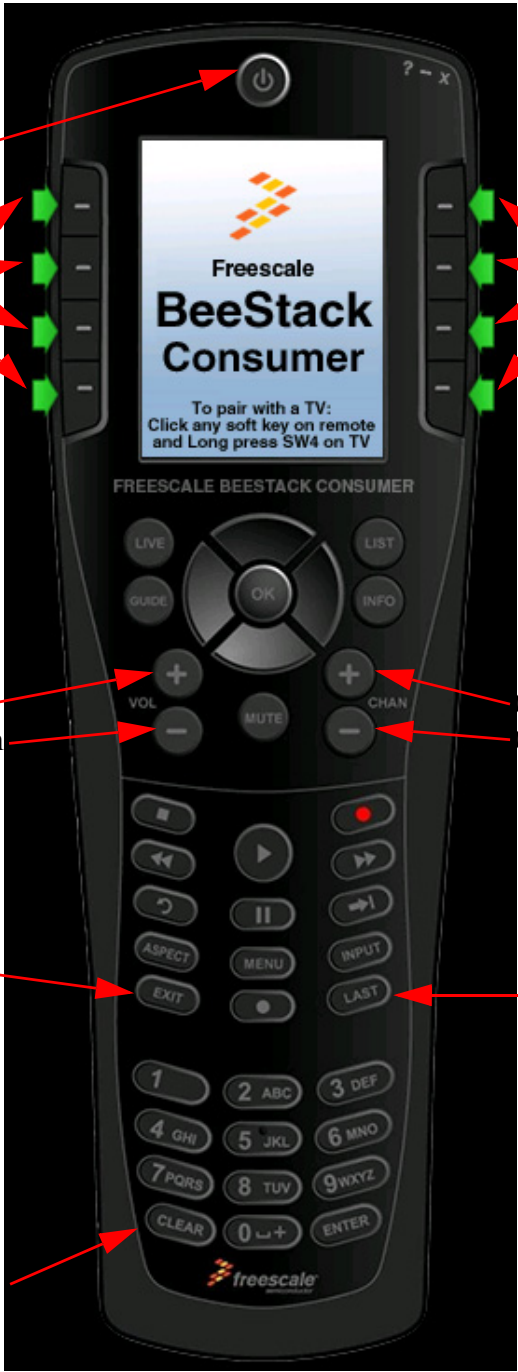 ? - x
Freescale
BeeStack
Consumer
To pair with a TV:
Click any soft key on remote
and Long press SW4 on TV
FREESCALE BEESTACK CONSUMER
LIVE
LIST
OK
GUIDE
INFO
+
+
VOL
CHAN
MUTE
-
-
ASPECT
MENU
INPUT
EXIT
LAST
1
2 ABC
3 DEF
4 GHI
5 JKL
6 MNO
7 PQRS
8 TUV
9 WXYZ
CLEAR
0 ⌴ +
ENTER
freescale
semiconductor